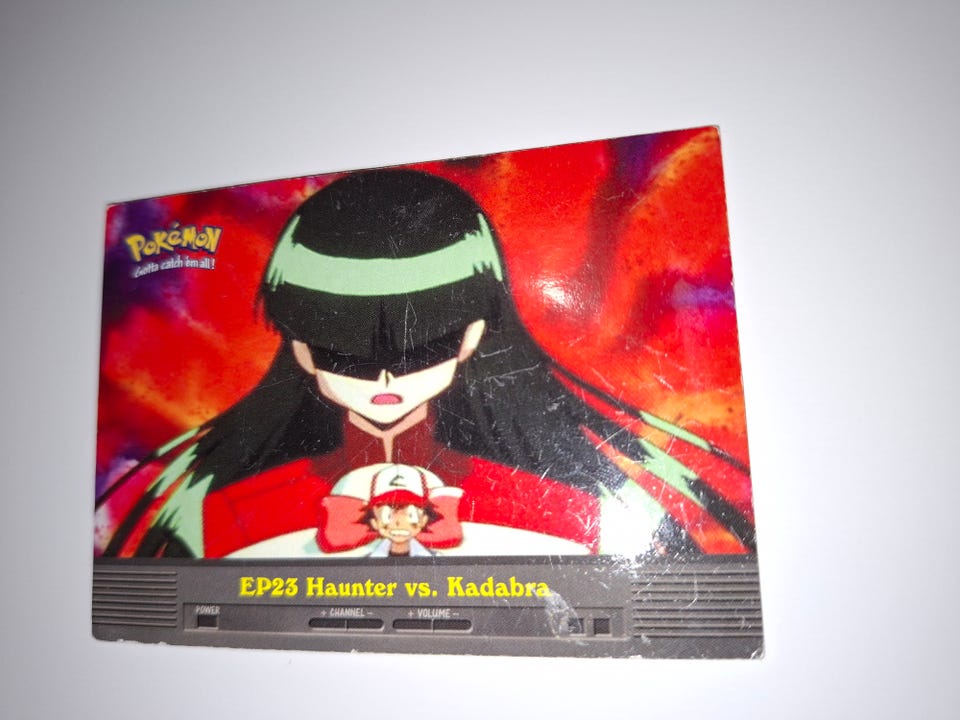 POKéMON
Gotta catch 'em all!
EP23 Haunter vs. Kadabra
POWER
+ CHANNEL −
+ VOLUME −